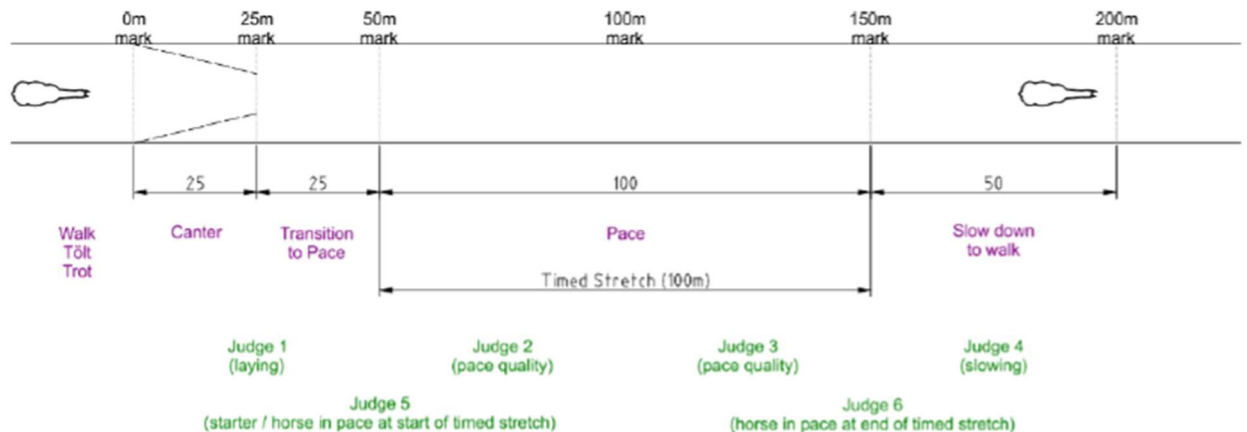 0m 25m 50m 100m 150m 200m
mark mark mark mark mark mark
25 25 100 50
Walk Canter Transition Pace Slow down
Tölt to Pace to walk
Trot
Timed Stretch (100m)
Judge 1 Judge 2 Judge 3 Judge 4
(laying) (pace quality) (pace quality) (slowing)
Judge 5 Judge 6
(starter / horse in pace at start of timed stretch) (horse in pace at end of timed stretch)